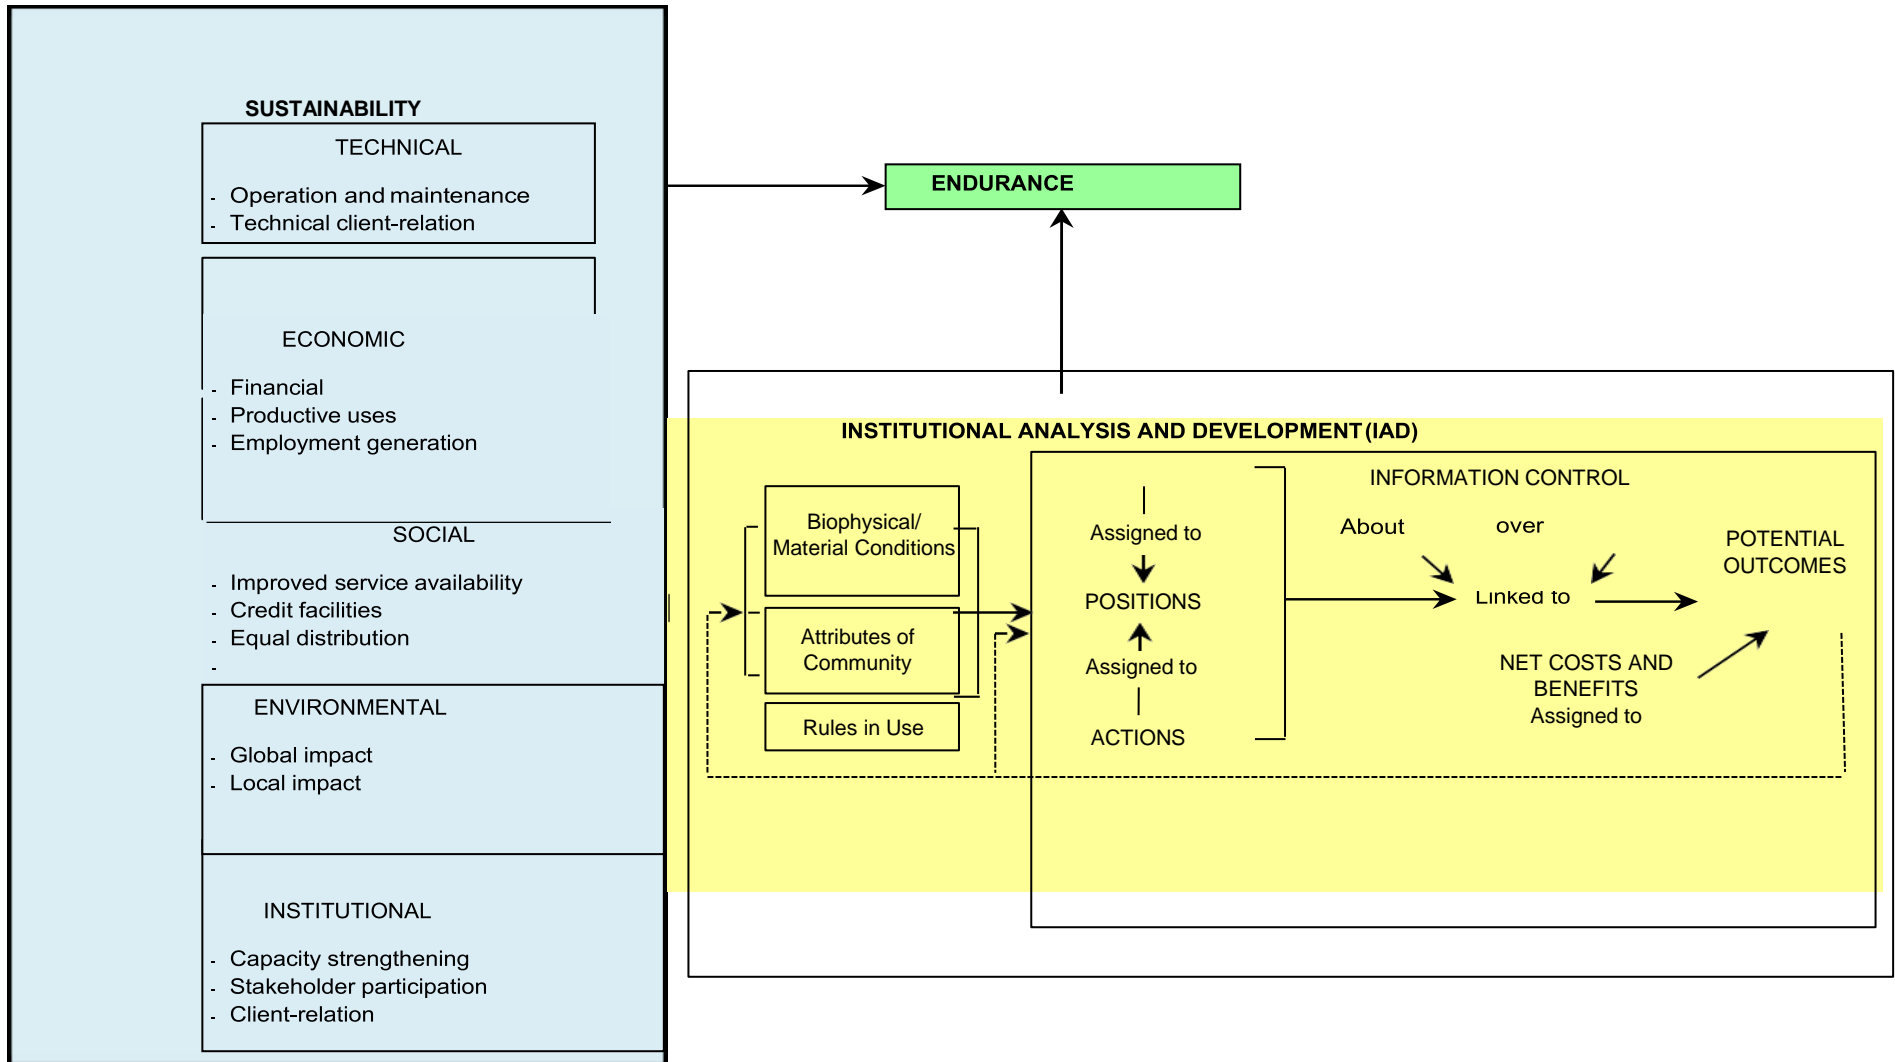 SUSTAINABILITY
TECHNICAL
- Operation and maintenance
- Technical client-relation
ECONOMIC
- Financial
- Productive uses
- Employment generation
SOCIAL
- Improved service availability
- Credit facilities
- Equal distribution
-
ENVIRONMENTAL
- Global impact
- Local impact
INSTITUTIONAL
- Capacity strengthening
- Stakeholder participation
- Client-relation
ENDURANCE
INSTITUTIONAL ANALYSIS AND DEVELOPMENT (IAD)
Biophysical/
Material Conditions
Attributes of
Community
Rules in Use
Assigned to
POSITIONS
Assigned to
ACTIONS
INFORMATION CONTROL
About over
Linked to
POTENTIAL
OUTCOMES
NET COSTS AND
BENEFITS
Assigned to